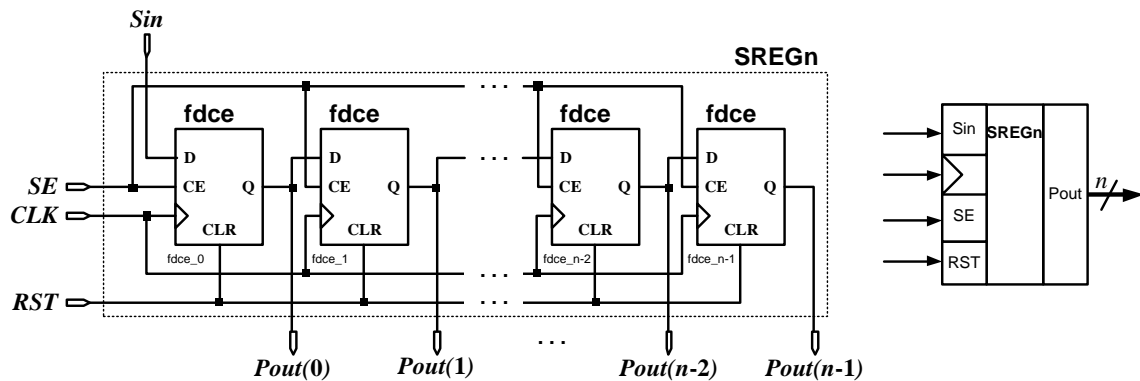 Sin
SREGn
. . .
. . .
fdce
fdce
fdce
fdce
D
D
D
D
SE
CE
Q
CE
Q
CE
Q
CE
Q
CLK
CLR
CLR
CLR
CLR
fdce_0
fdce_1
fdce_n-2
fdce_n-1
. . .
RST
. . .
Pout(0)
Pout(1)
. . .
Pout(n-2)
Pout(n-1)
Sin
SREGn
SE
Pout
n
RST